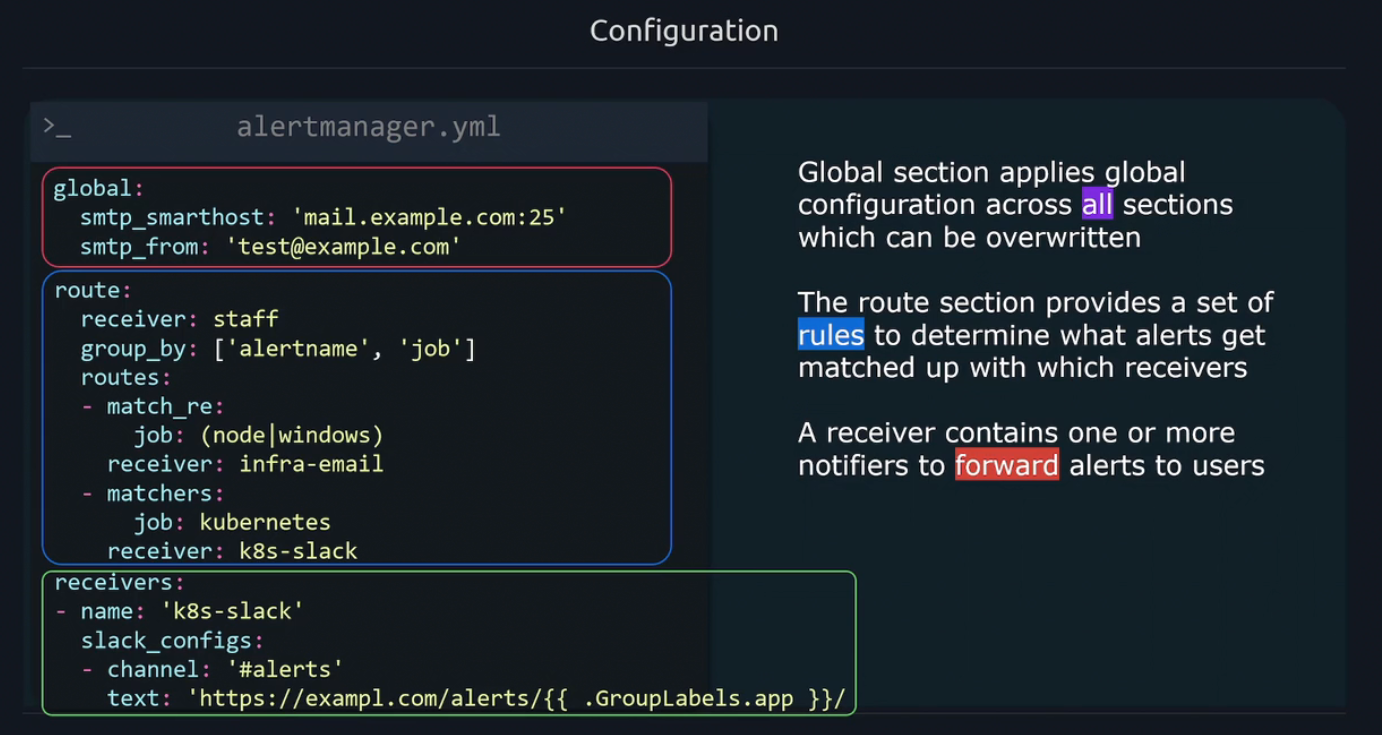 Configuration
>_ alertmanager.yml
global:
  smtp_smarthost: 'mail.example.com:25'
  smtp_from: 'test@example.com'
route:
  receiver: staff
  group_by: ['alertname', 'job']
  routes:
  - match_re:
      job: (node|windows)
    receiver: infra-email
  - matchers:
      job: kubernetes
    receiver: k8s-slack
receivers:
- name: 'k8s-slack'
  slack_configs:
  - channel: '#alerts'
    text: 'https://exampl.com/alerts/{{ .GroupLabels.app }}/
Global section applies global
configuration across all sections
which can be overwritten
The route section provides a set of
rules to determine what alerts get
matched up with which receivers
A receiver contains one or more
notifiers to forward alerts to users